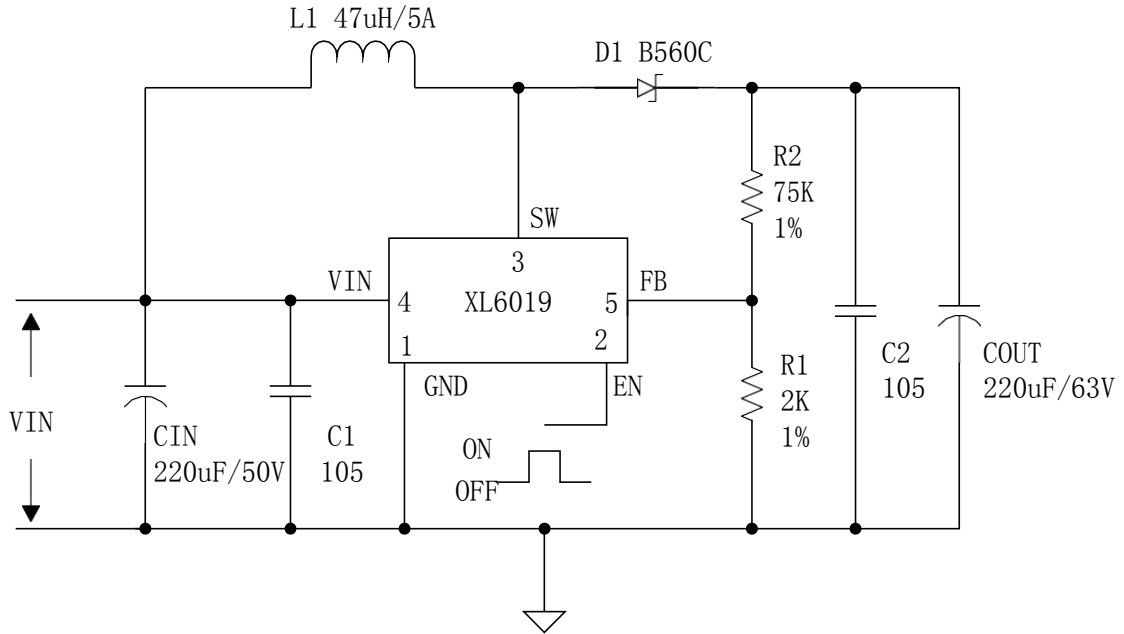 L1 47uH/5A
D1 B560C
R2
75K
1%
SW
3
VIN
4
XL6019
5
FB
1
2
GND
EN
R1
2K
1%
C2
105
COUT
220uF/63V
VIN
CIN
220uF/50V
C1
105
ON
OFF